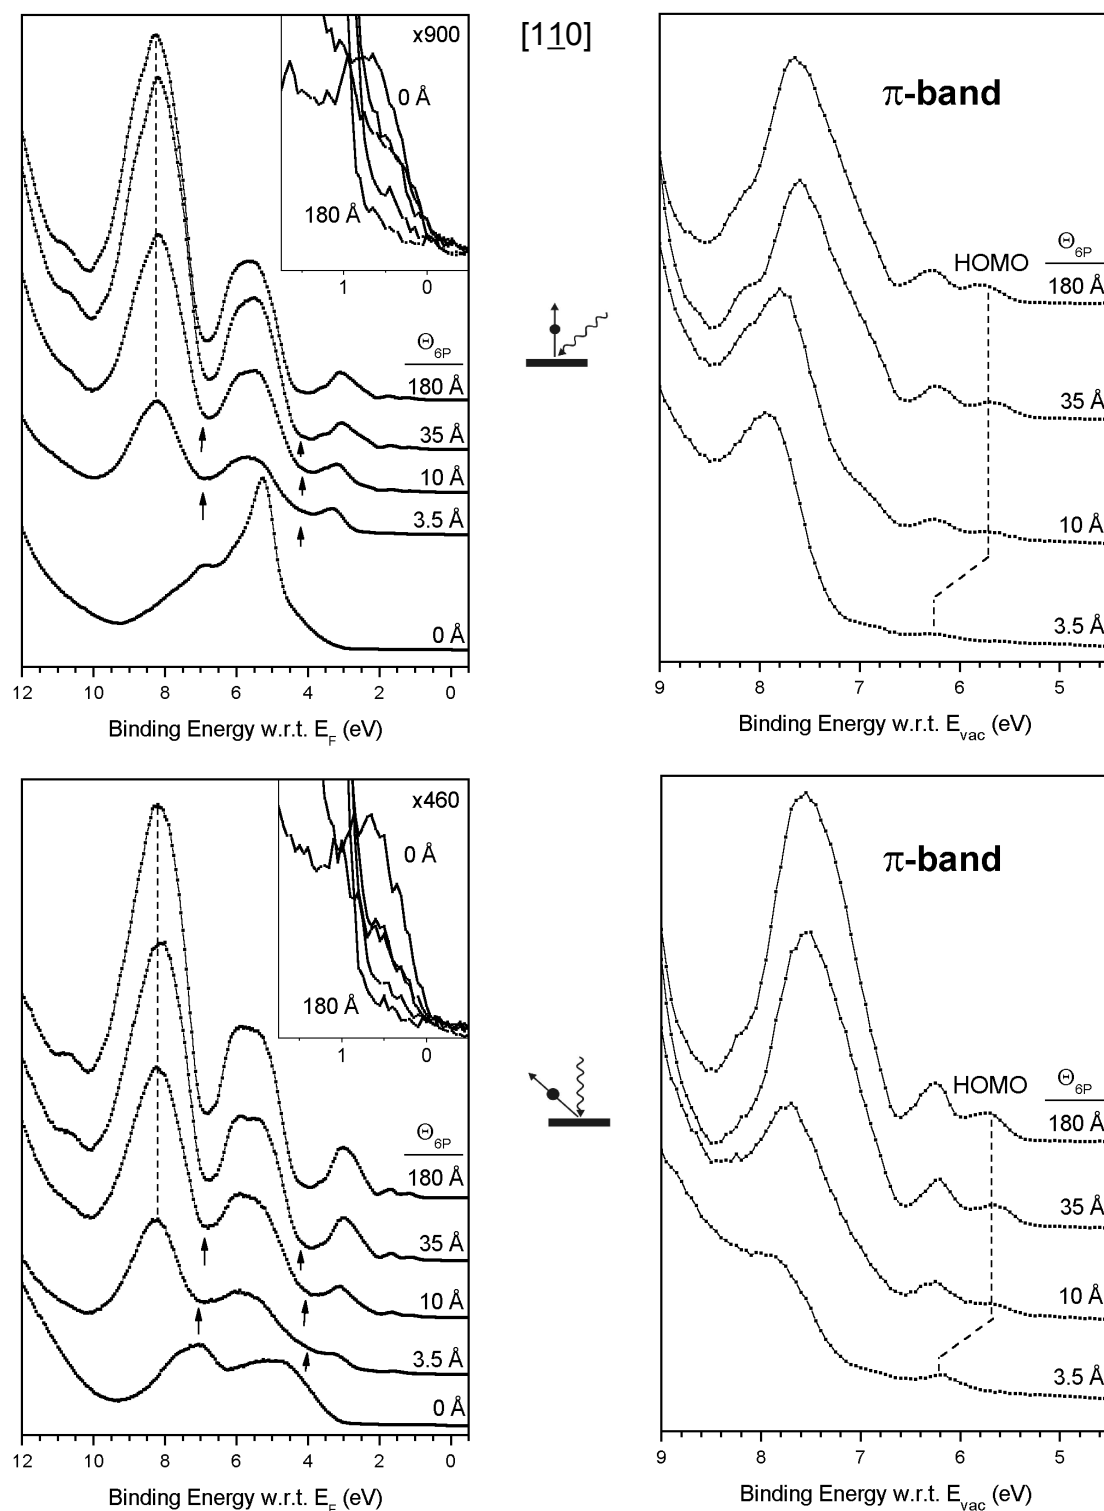 x900
0 Å
180 Å
1 0
Θ6P
180 Å
35 Å
10 Å
3.5 Å
0 Å
12 10 8 6 4 2 0
Binding Energy w.r.t. EF (eV)
[110]
π-band
HOMO
Θ6P
180 Å
35 Å
10 Å
3.5 Å
9 8 7 6 5
Binding Energy w.r.t. Evac (eV)
x460
0 Å
180 Å
1 0
Θ6P
180 Å
35 Å
10 Å
3.5 Å
0 Å
12 10 8 6 4 2 0
Binding Energy w.r.t. EF (eV)
π-band
HOMO
Θ6P
180 Å
35 Å
10 Å
3.5 Å
9 8 7 6 5
Binding Energy w.r.t. Evac (eV)